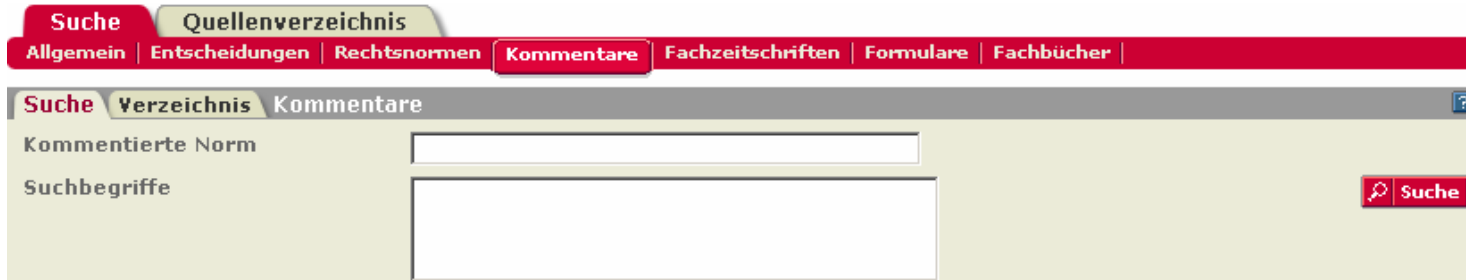 Suche Quellenverzeichnis
Allgemein | Entscheidungen | Rechtsnormen | Kommentare | Fachzeitschriften | Formulare | Fachbücher |
Suche Verzeichnis Kommentare ?
Kommentierte Norm
Suchbegriffe
Suche